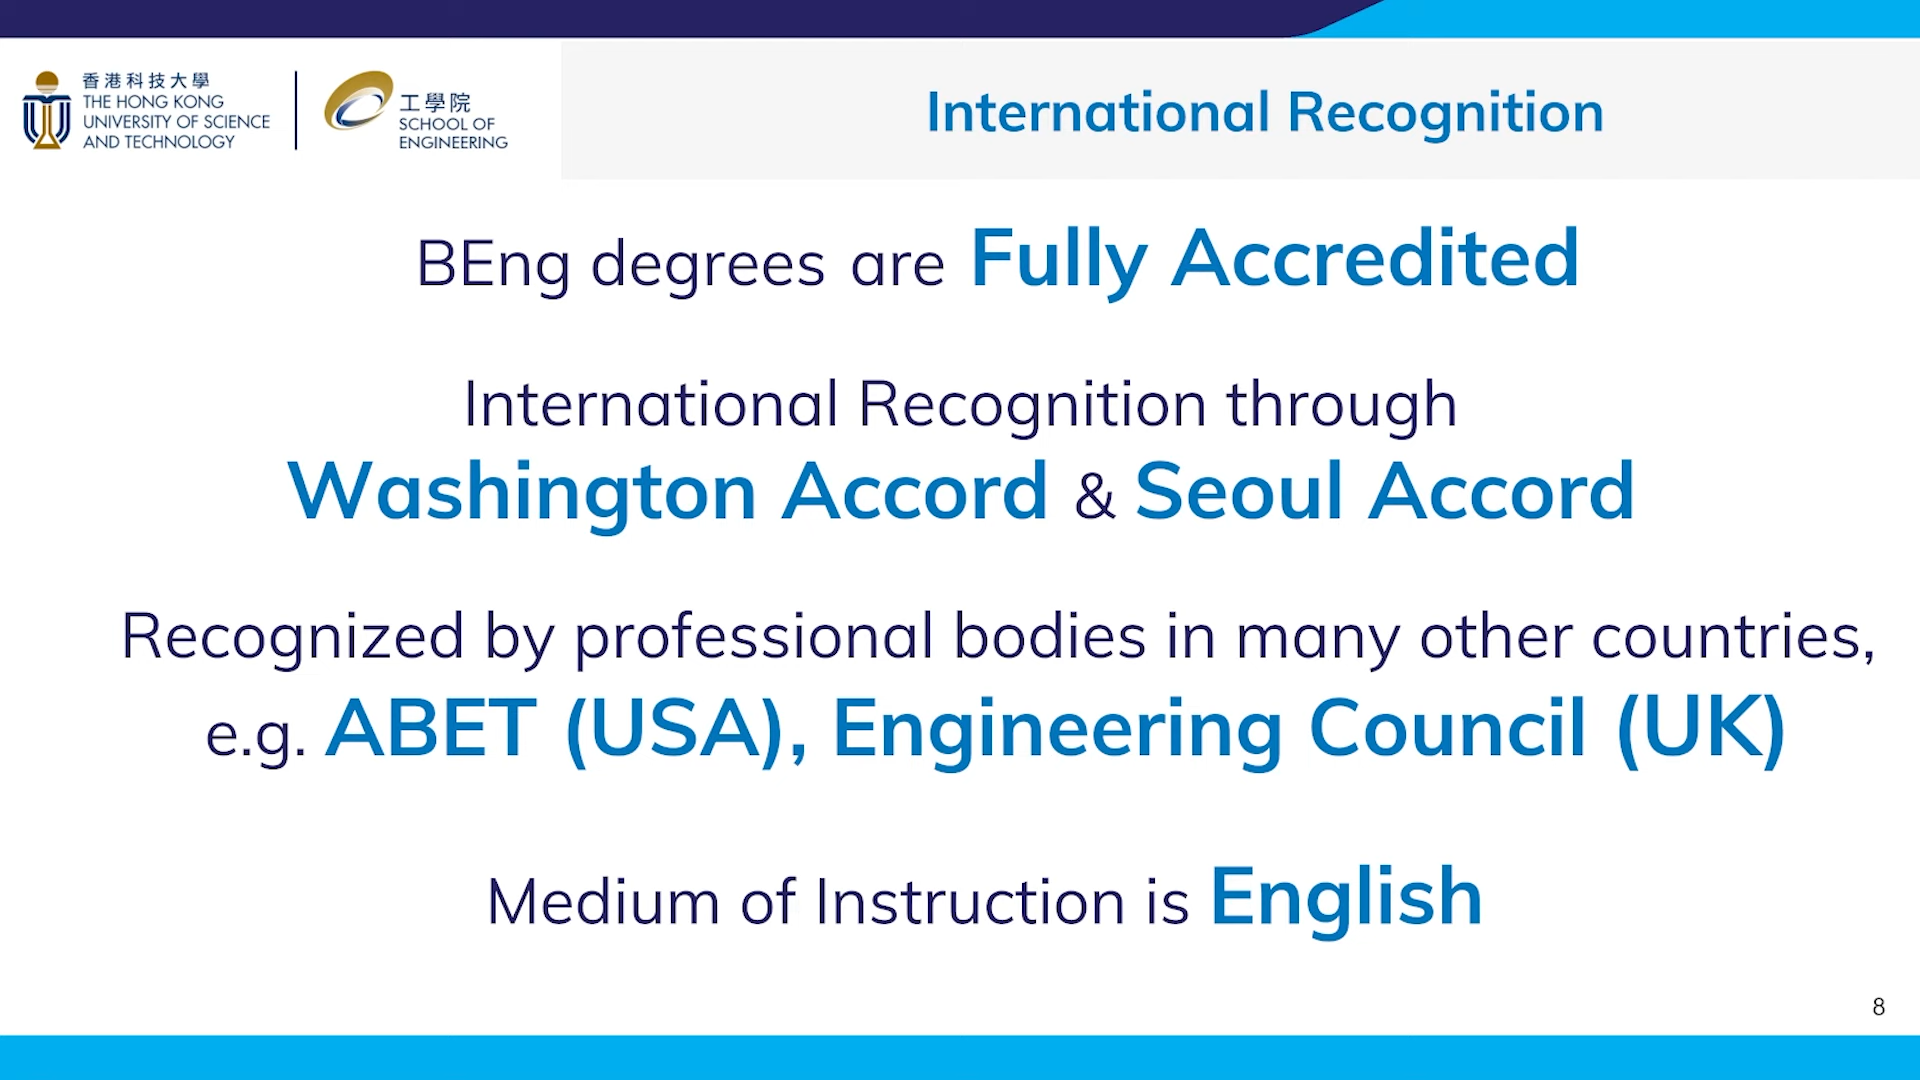 香港科技大學
THE HONG KONG
UNIVERSITY OF SCIENCE
AND TECHNOLOGY
工學院
SCHOOL OF
ENGINEERING
International Recognition
BEng degrees are Fully Accredited
International Recognition through
Washington Accord & Seoul Accord
Recognized by professional bodies in many other countries,
e.g. ABET (USA), Engineering Council (UK)
Medium of Instruction is English
8